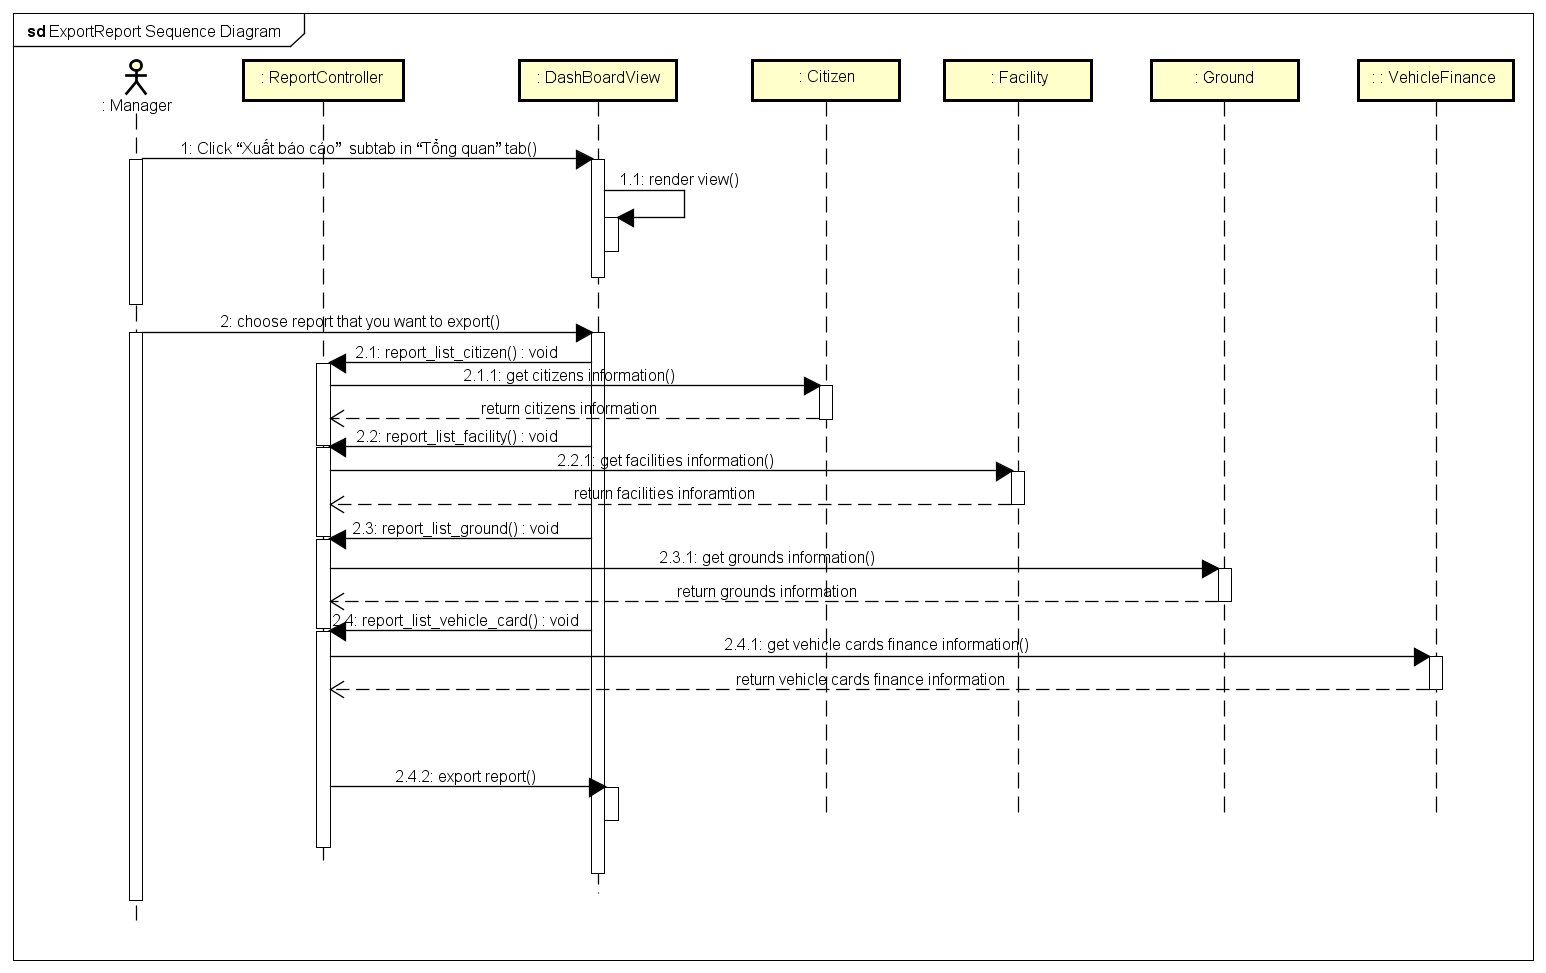 sd ExportReport Sequence Diagram
: Manager
: ReportController
: DashBoardView
: Citizen
: Facility
: Ground
: : VehicleFinance
1: Click “Xuất báo cáo” subtab in “Tổng quan” tab()
1.1: render view()
2: choose report that you want to export()
2.1: report_list_citizen() : void
2.1.1: get citizens information()
return citizens information
2.2: report_list_facility() : void
2.2.1: get facilities information()
return facilities inforamtion
2.3: report_list_ground() : void
2.3.1: get grounds information()
return grounds information
2.4: report_list_vehicle_card() : void
2.4.1: get vehicle cards finance information()
return vehicle cards finance information
2.4.2: export report()